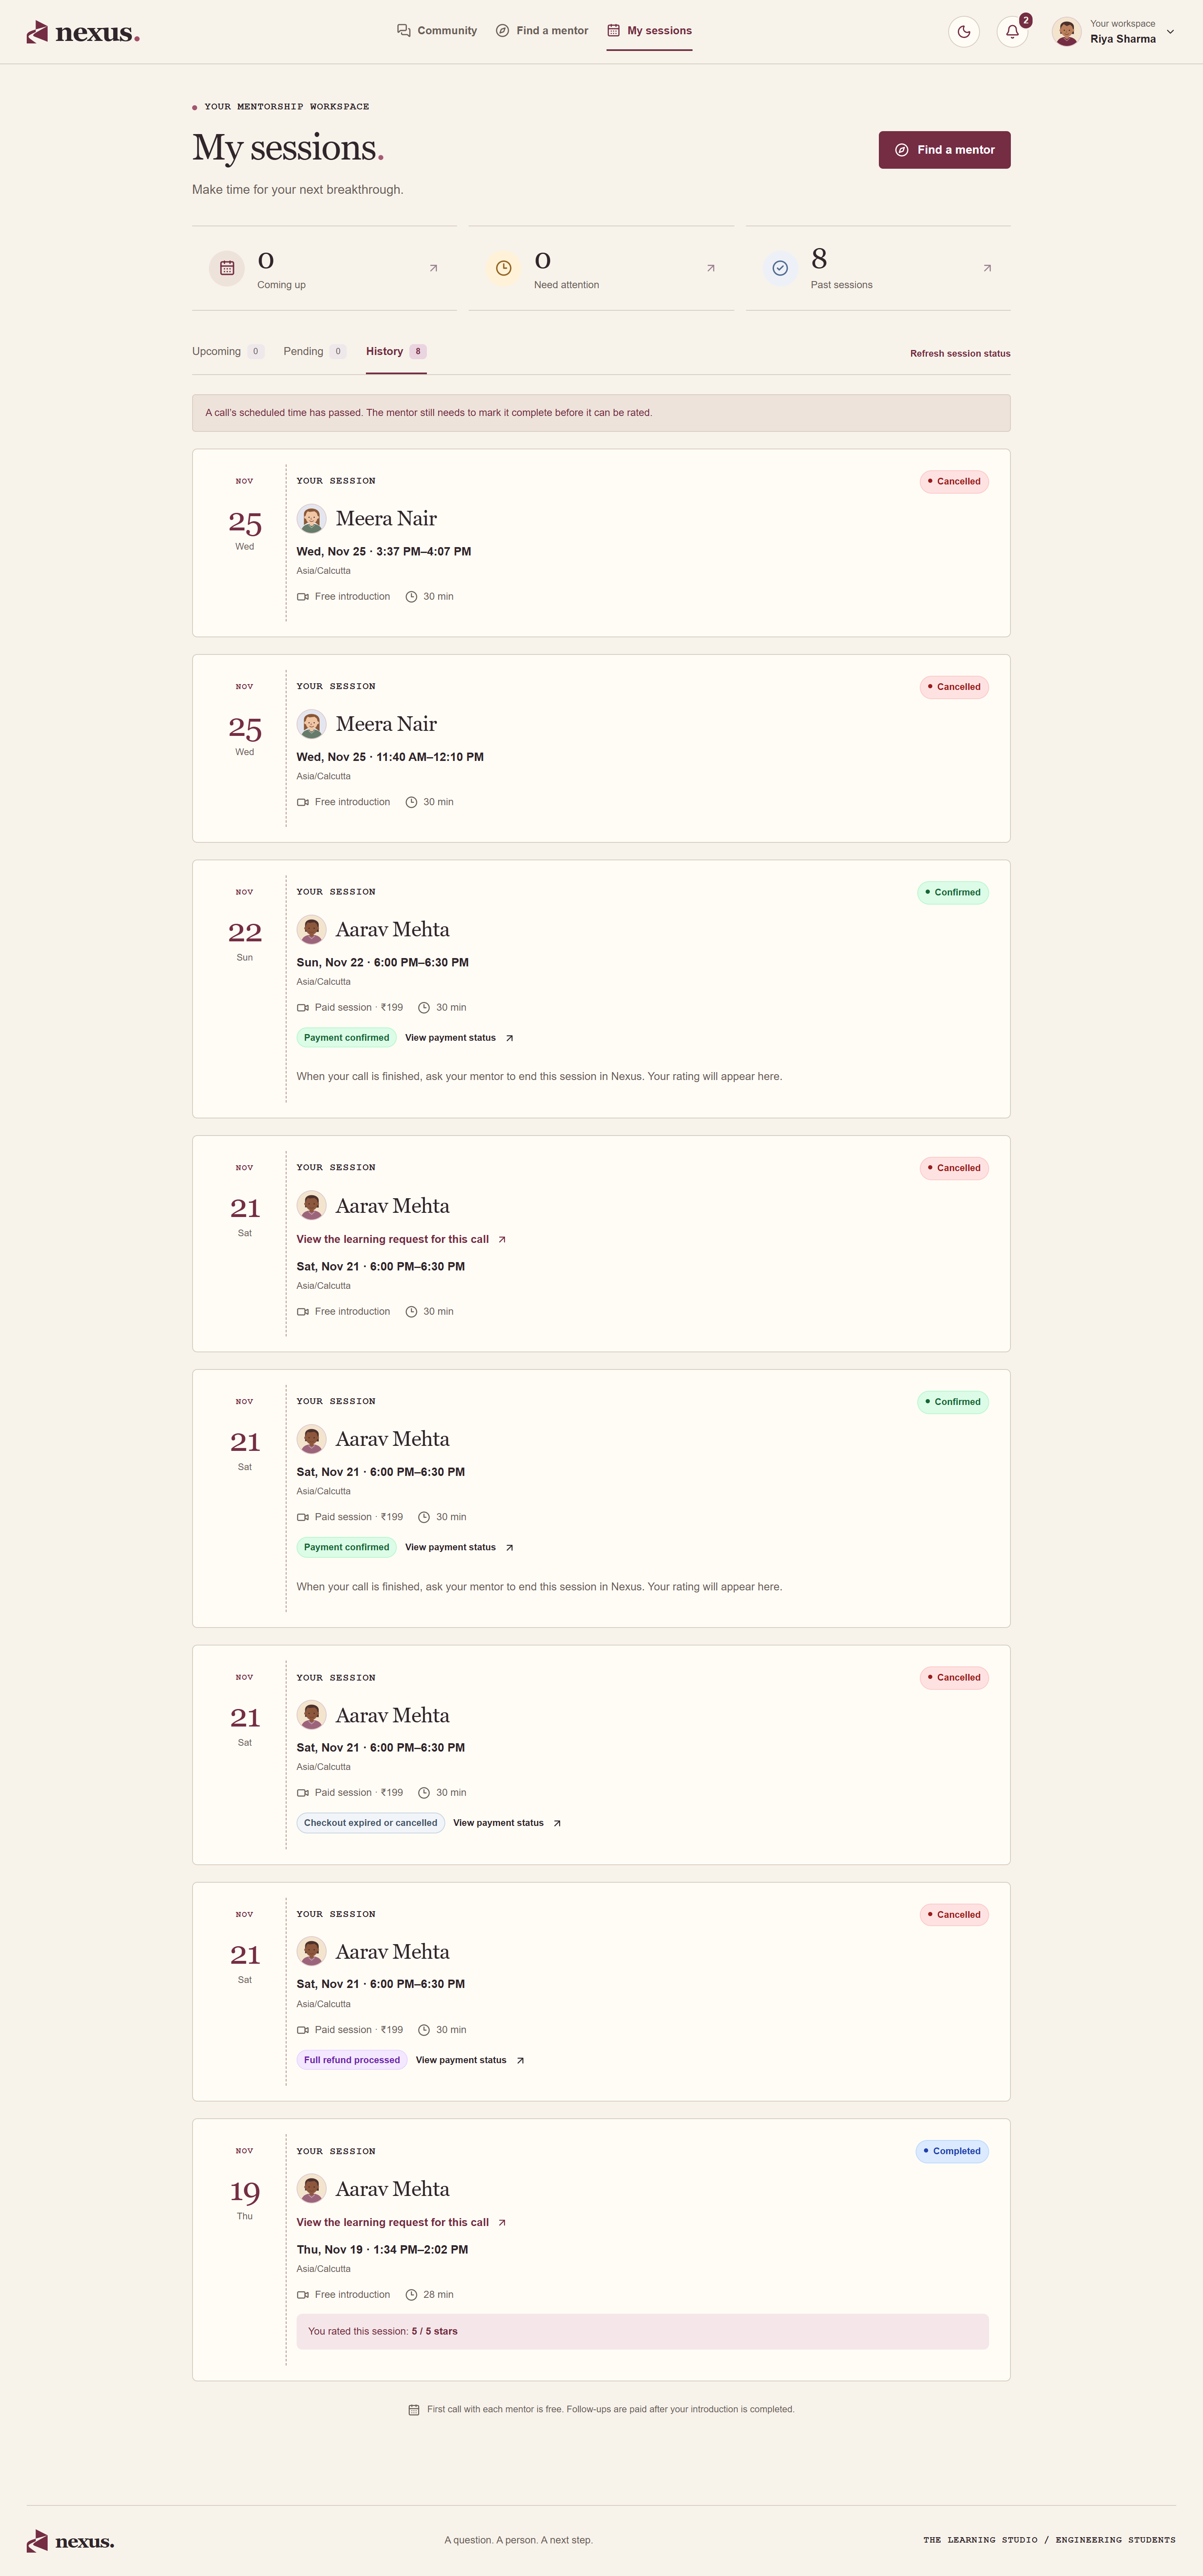 nexus.
Community
Find a mentor
My sessions
2
Your workspace
Riya Sharma
YOUR MENTORSHIP WORKSPACE
My sessions.
Find a mentor
Make time for your next breakthrough.
0
Coming up
0
Need attention
8
Past sessions
Upcoming 0
Pending 0
History 8
Refresh session status
A call's scheduled time has passed. The mentor still needs to mark it complete before it can be rated.
NOV
25
Wed
YOUR SESSION
Cancelled
Meera Nair
Wed, Nov 25 · 3:37 PM–4:07 PM
Asia/Calcutta
Free introduction 30 min
NOV
25
Wed
YOUR SESSION
Cancelled
Meera Nair
Wed, Nov 25 · 11:40 AM–12:10 PM
Asia/Calcutta
Free introduction 30 min
NOV
22
Sun
YOUR SESSION
Confirmed
Aarav Mehta
Sun, Nov 22 · 6:00 PM–6:30 PM
Asia/Calcutta
Paid session · ₹199 30 min
Payment confirmed View payment status
When your call is finished, ask your mentor to end this session in Nexus. Your rating will appear here.
NOV
21
Sat
YOUR SESSION
Cancelled
Aarav Mehta
View the learning request for this call
Sat, Nov 21 · 6:00 PM–6:30 PM
Asia/Calcutta
Free introduction 30 min
NOV
21
Sat
YOUR SESSION
Confirmed
Aarav Mehta
Sat, Nov 21 · 6:00 PM–6:30 PM
Asia/Calcutta
Paid session · ₹199 30 min
Payment confirmed View payment status
When your call is finished, ask your mentor to end this session in Nexus. Your rating will appear here.
NOV
21
Sat
YOUR SESSION
Cancelled
Aarav Mehta
Sat, Nov 21 · 6:00 PM–6:30 PM
Asia/Calcutta
Paid session · ₹199 30 min
Checkout expired or cancelled View payment status
NOV
21
Sat
YOUR SESSION
Cancelled
Aarav Mehta
Sat, Nov 21 · 6:00 PM–6:30 PM
Asia/Calcutta
Paid session · ₹199 30 min
Full refund processed View payment status
NOV
19
Thu
YOUR SESSION
Completed
Aarav Mehta
View the learning request for this call
Thu, Nov 19 · 1:34 PM–2:02 PM
Asia/Calcutta
Free introduction 28 min
You rated this session: 5 / 5 stars
First call with each mentor is free. Follow-ups are paid after your introduction is completed.
nexus.
A question. A person. A next step.
THE LEARNING STUDIO / ENGINEERING STUDENTS